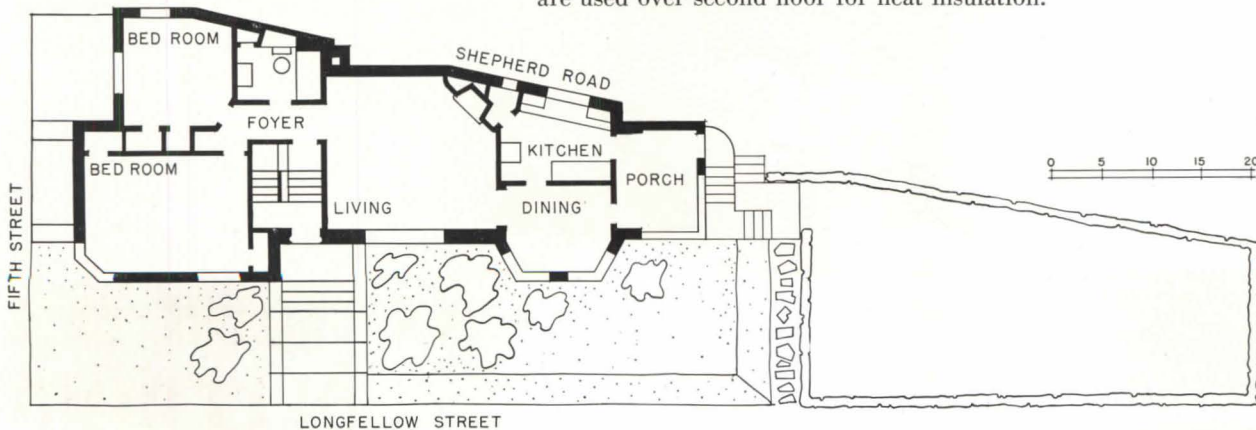 are used over second floor for heat insulation.
BED ROOM
SHEPHERD ROAD
FOYER
KITCHEN
0 5 10 15 20
BED ROOM
PORCH
LIVING
DINING
FIFTH STREET
LONGFELLOW STREET